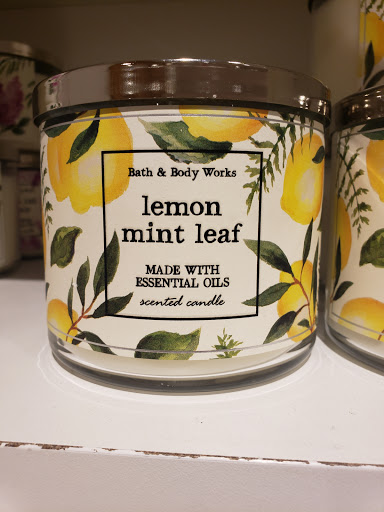 Bath & Body Works
lemon
mint leaf
MADE WITH
ESSENTIAL OILS
scented candle